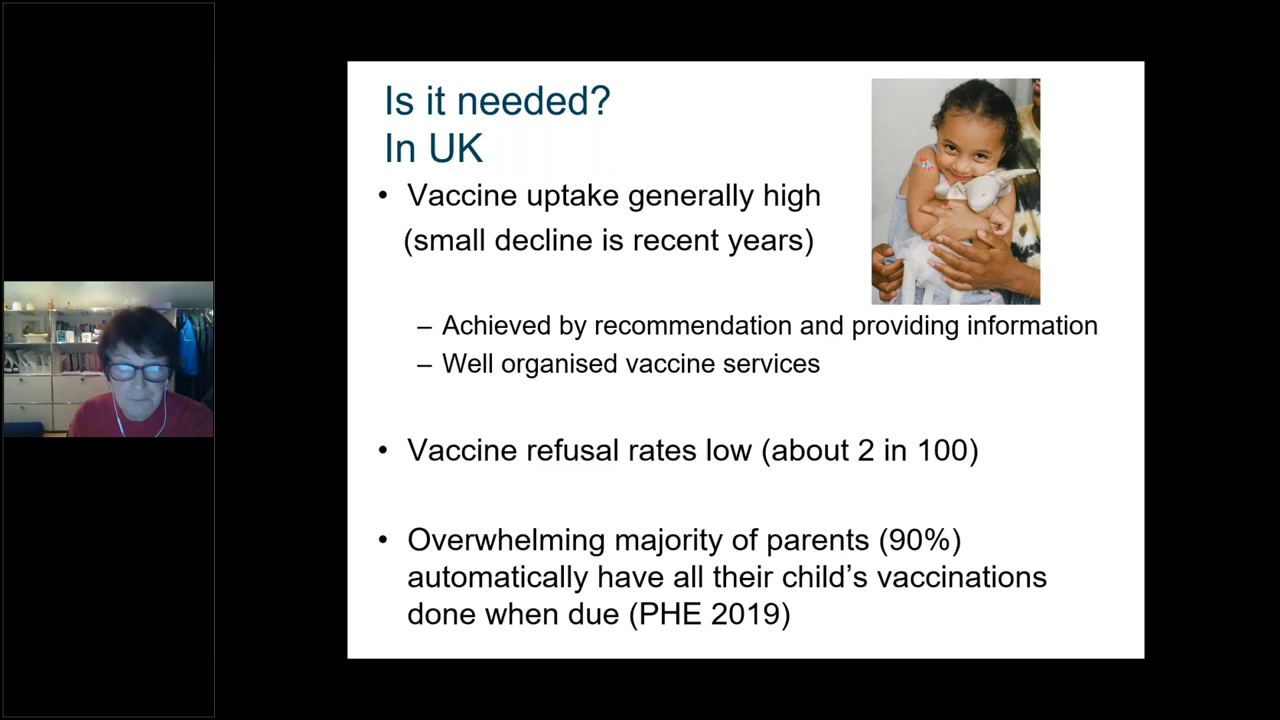 Is it needed?
In UK
• Vaccine uptake generally high
(small decline is recent years)
– Achieved by recommendation and providing information
– Well organised vaccine services
• Vaccine refusal rates low (about 2 in 100)
• Overwhelming majority of parents (90%)
automatically have all their child’s vaccinations
done when due (PHE 2019)